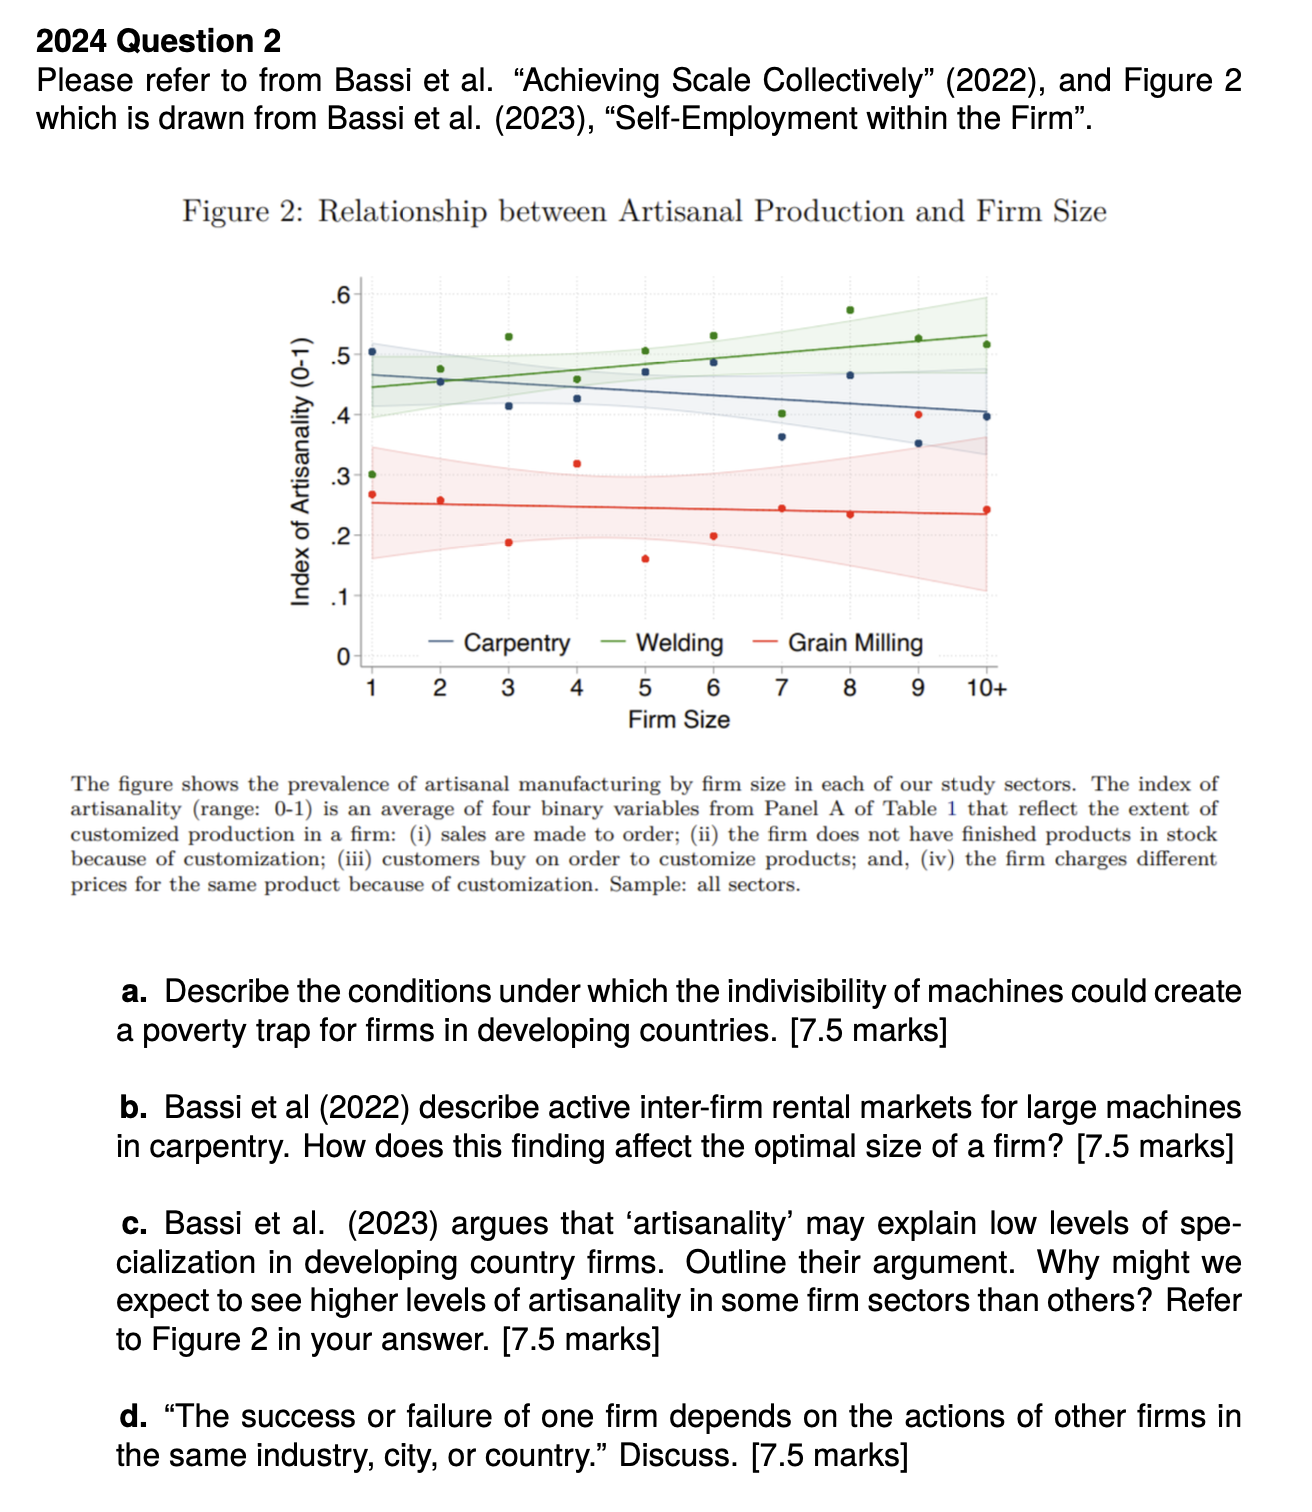 2024 Question 2
Please refer to from Bassi et al. “Achieving Scale Collectively” (2022), and Figure 2
which is drawn from Bassi et al. (2023), “Self-Employment within the Firm”.
Figure 2: Relationship between Artisanal Production and Firm Size
Index of Artisanality (0-1)
.6
.5
.4
.3
.2
.1
0
Carpentry Welding Grain Milling
1 2 3 4 5 6 7 8 9 10+
Firm Size
The figure shows the prevalence of artisanal manufacturing by firm size in each of our study sectors. The index of
artisanality (range: 0-1) is an average of four binary variables from Panel A of Table 1 that reflect the extent of
customized production in a firm: (i) sales are made to order; (ii) the firm does not have finished products in stock
because of customization; (iii) customers buy on order to customize products; and, (iv) the firm charges different
prices for the same product because of customization. Sample: all sectors.
a. Describe the conditions under which the indivisibility of machines could create
a poverty trap for firms in developing countries. [7.5 marks]
b. Bassi et al (2022) describe active inter-firm rental markets for large machines
in carpentry. How does this finding affect the optimal size of a firm? [7.5 marks]
c. Bassi et al. (2023) argues that ‘artisanality’ may explain low levels of spe-
cialization in developing country firms. Outline their argument. Why might we
expect to see higher levels of artisanality in some firm sectors than others? Refer
to Figure 2 in your answer. [7.5 marks]
d. “The success or failure of one firm depends on the actions of other firms in
the same industry, city, or country.” Discuss. [7.5 marks]